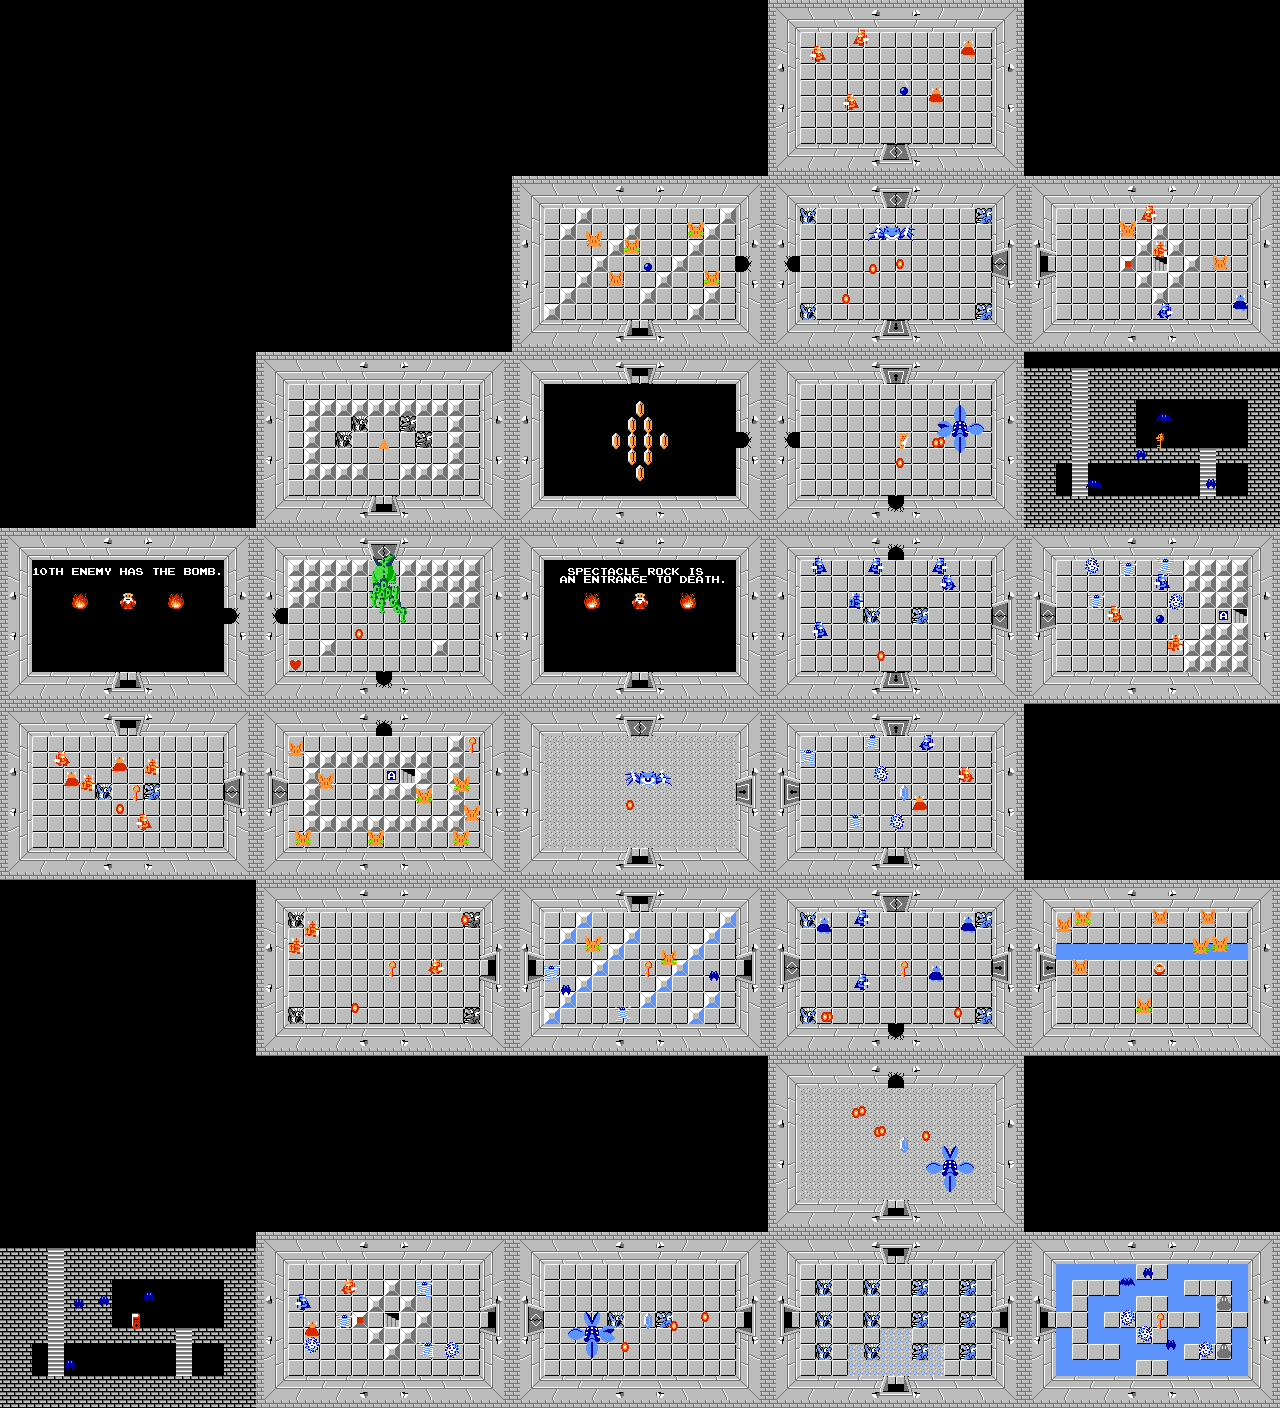 10TH ENEMY HAS THE BOMB.
SPECTACLE ROCK IS
AN ENTRANCE TO DEATH.